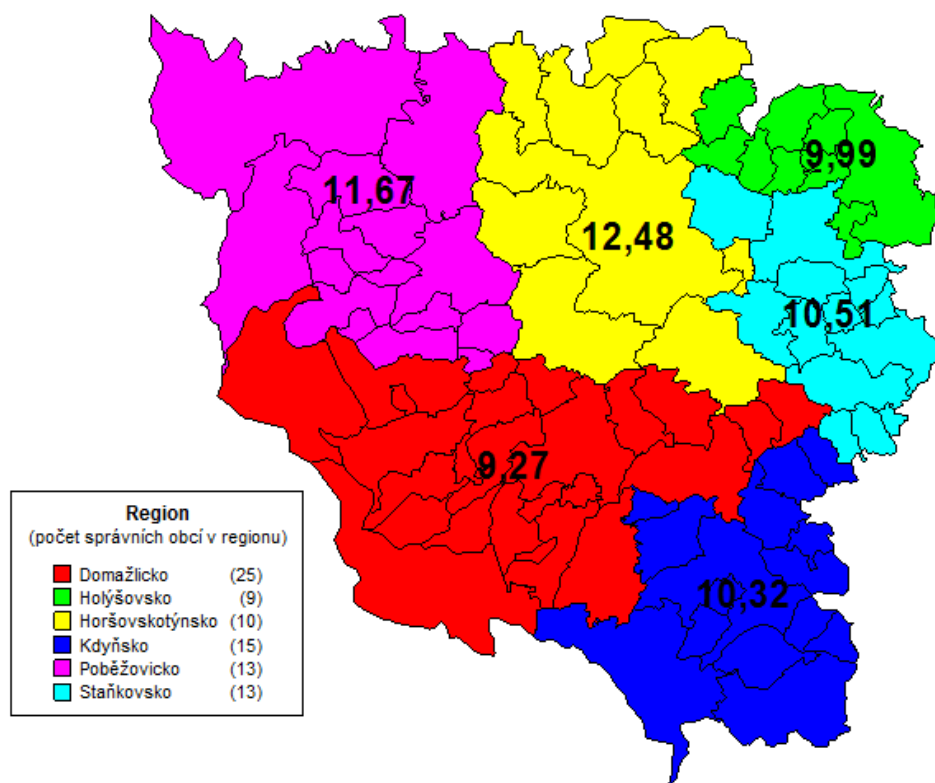 11,67
9,99
12,48
10,51
9,27
10,32
Region
(počet správních obcí v regionu)
Domažlicko (25)
Holýšovsko (9)
Horšovskotýnsko (10)
Kdyňsko (15)
Poběžovicko (13)
Staňkovsko (13)